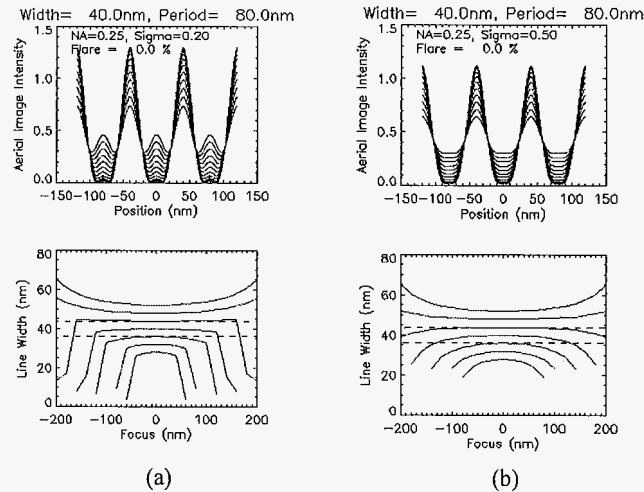 Width= 40.0nm, Period= 80.0nm
NA=0.25, Sigma=0.20
Flare = 0.0 %
Aerial Image Intensity
1.5
1.0
0.5
0.0
−150 −100 −50 0 50 100 150
Position (nm)
Width= 40.0nm, Period= 80.0nm
NA=0.25, Sigma=0.50
Flare = 0.0 %
Aerial Image Intensity
1.5
1.0
0.5
0.0
−150 −100 −50 0 50 100 150
Position (nm)
Line Width (nm)
80
60
40
20
0
−200 −100 0 100 200
Focus (nm)
Line Width (nm)
80
60
40
20
0
−200 −100 0 100 200
Focus (nm)
(a)
(b)